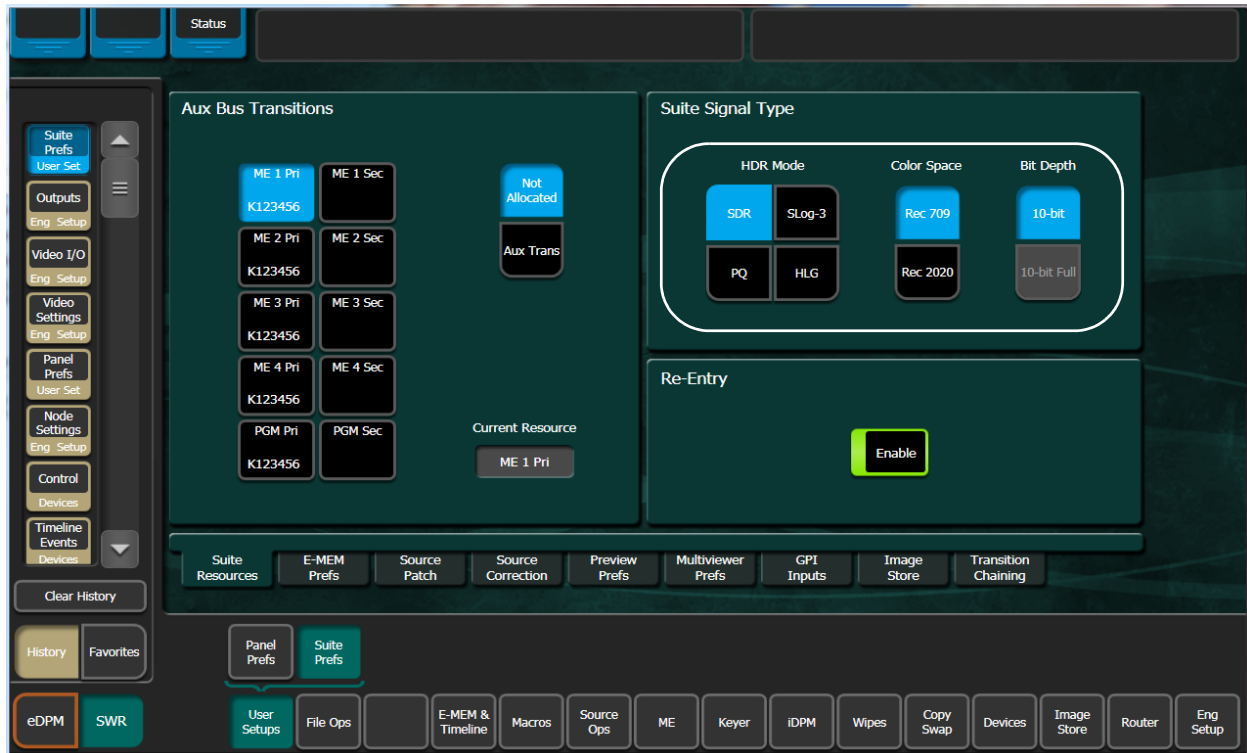 Status
Aux Bus Transitions
Suite Signal Type
Suite
Prefs
User Set
Outputs
Eng Setup
Video I/O
Eng Setup
Video
Settings
Eng Setup
Panel
Prefs
User Set
Node
Settings
Eng Setup
Control
Devices
Timeline
Events
Devices
Clear History
History
Favorites
ME 1 Pri
K123456
ME 1 Sec
ME 2 Pri
K123456
ME 2 Sec
ME 3 Pri
K123456
ME 3 Sec
ME 4 Pri
K123456
ME 4 Sec
PGM Pri
K123456
PGM Sec
Not
Allocated
Aux Trans
Current Resource
ME 1 Pri
HDR Mode
Color Space
Bit Depth
SDR
SLog-3
Rec 709
10-bit
PQ
HLG
Rec 2020
10-bit Full
Re-Entry
Enable
Suite
Resources
E-MEM
Prefs
Source
Patch
Source
Correction
Preview
Prefs
Multiviewer
Prefs
GPI
Inputs
Image
Store
Transition
Chaining
Panel
Prefs
Suite
Prefs
eDPM
SWR
User
Setups
File Ops
E-MEM &
Timeline
Macros
Source
Ops
ME
Keyer
iDPM
Wipes
Copy
Swap
Devices
Image
Store
Router
Eng
Setup